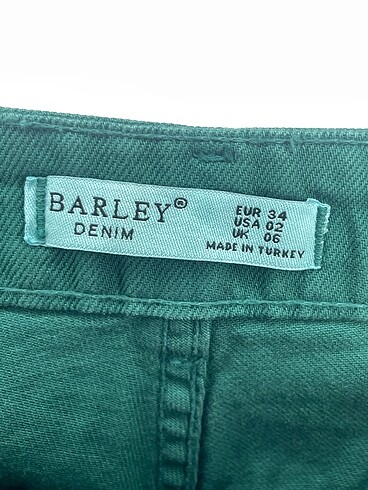 BARLEY®
DENIM
EUR 34
USA 02
UK 06
MADE IN TURKEY